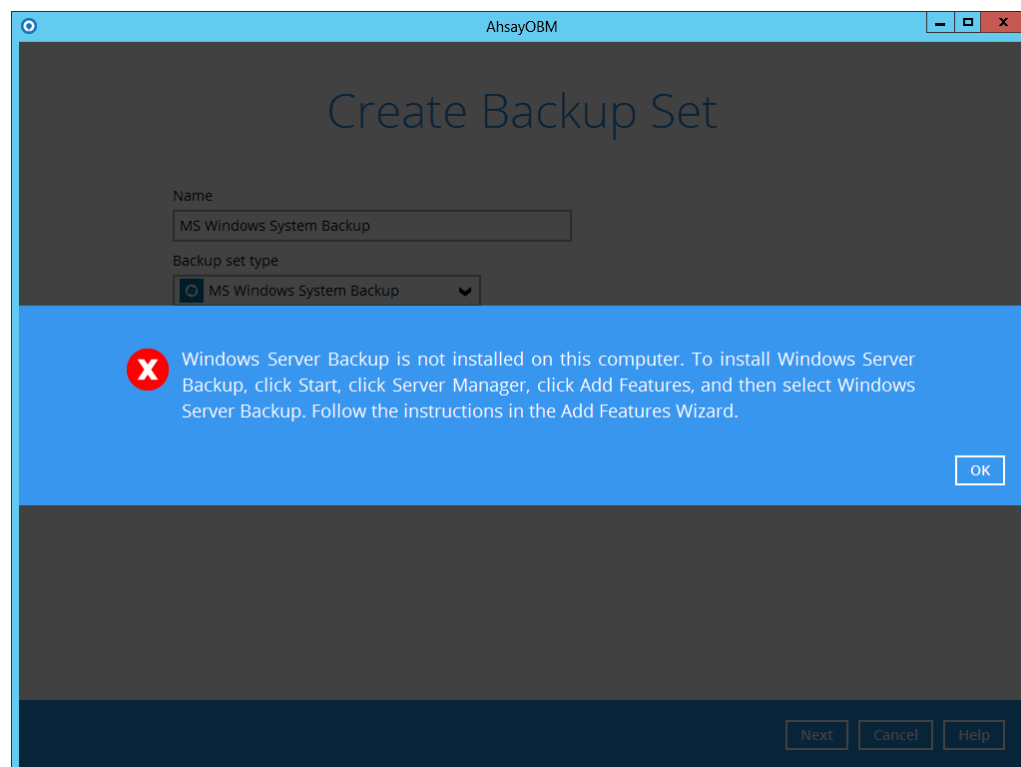 AhsayOBM
Create Backup Set
Name
MS Windows System Backup
Backup set type
MS Windows System Backup
Windows Server Backup is not installed on this computer. To install Windows Server
Backup, click Start, click Server Manager, click Add Features, and then select Windows
Server Backup. Follow the instructions in the Add Features Wizard.
OK
Next Cancel Help